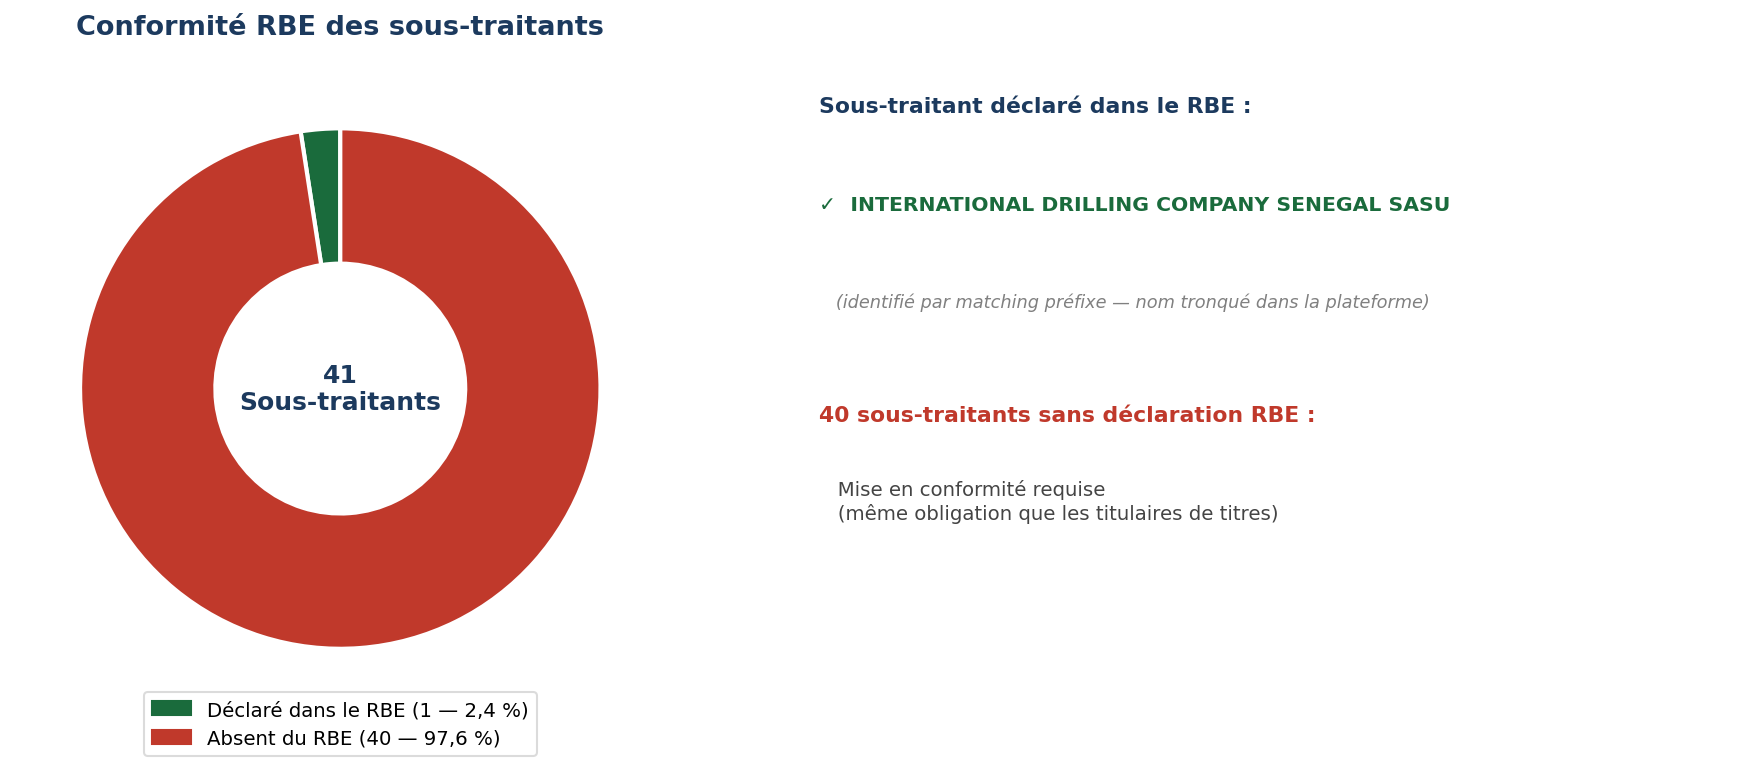 Conformité RBE des sous-traitants
41
Sous-traitants
Déclaré dans le RBE (1 — 2,4 %)
Absent du RBE (40 — 97,6 %)
Sous-traitant déclaré dans le RBE :
✓ INTERNATIONAL DRILLING COMPANY SENEGAL SASU
(identifié par matching préfixe — nom tronqué dans la plateforme)
40 sous-traitants sans déclaration RBE :
Mise en conformité requise
(même obligation que les titulaires de titres)